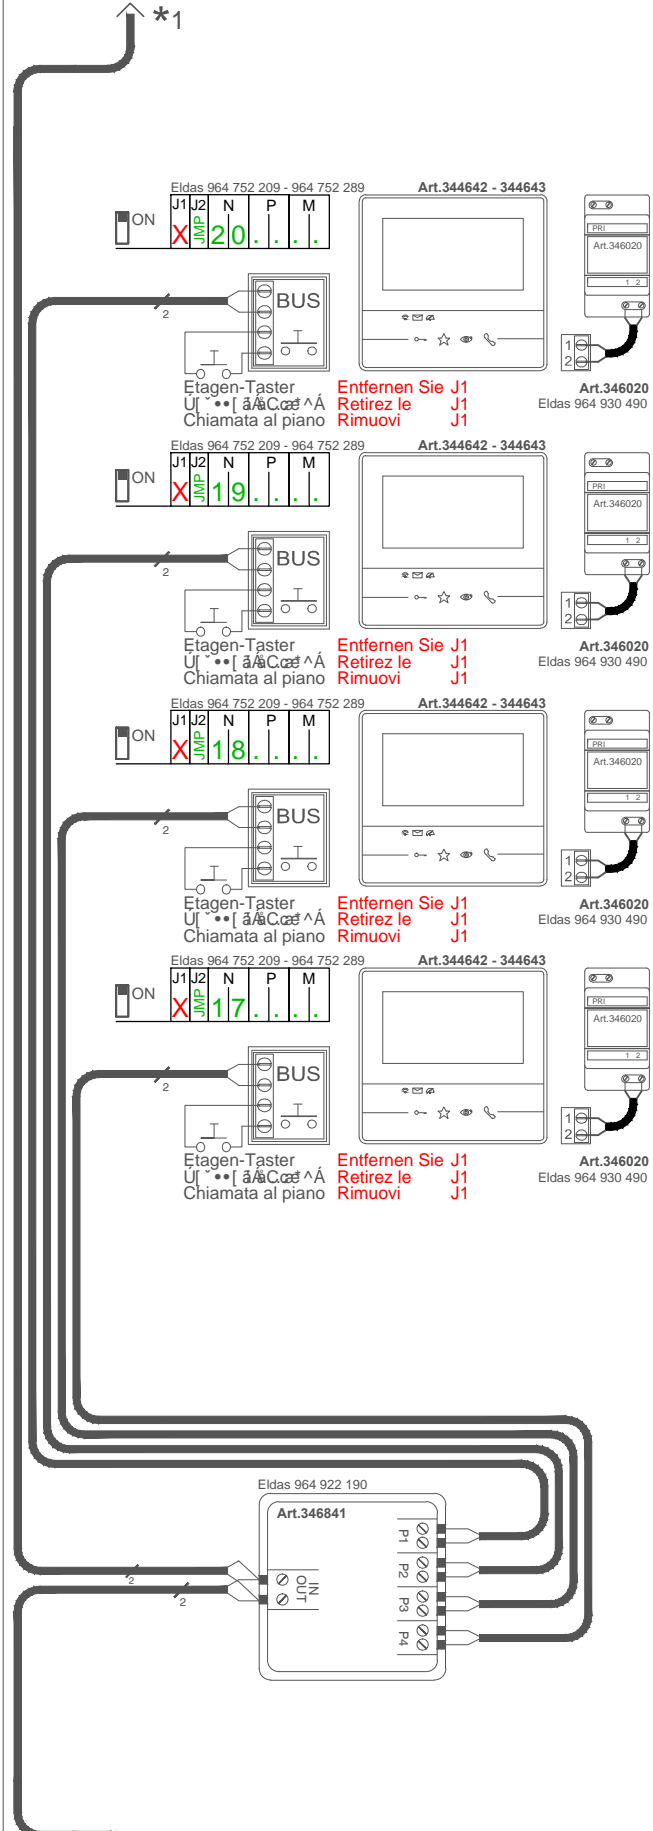 *1
Eldas 964 752 209 - 964 752 289 Art.344642 - 344643
J1 J2 N P M
ON X JMP 2 0 . . . .
PRI
Art.346020
1 2
BUS
2
1
2
Etagen-Taster Entfernen Sie J1 Art.346020
Retirez le J1 Eldas 964 930 490
Chiamata al piano Rimuovi J1
Eldas 964 752 209 - 964 752 289 Art.344642 - 344643
J1 J2 N P M
ON X JMP 1 9 . . . .
PRI
Art.346020
1 2
BUS
2
1
2
Etagen-Taster Entfernen Sie J1 Art.346020
Retirez le J1 Eldas 964 930 490
Chiamata al piano Rimuovi J1
Eldas 964 752 209 - 964 752 289 Art.344642 - 344643
J1 J2 N P M
ON X JMP 1 8 . . . .
PRI
Art.346020
1 2
BUS
2
1
2
Etagen-Taster Entfernen Sie J1 Art.346020
Retirez le J1 Eldas 964 930 490
Chiamata al piano Rimuovi J1
Eldas 964 752 209 - 964 752 289 Art.344642 - 344643
J1 J2 N P M
ON X JMP 1 7 . . . .
PRI
Art.346020
1 2
BUS
2
1
2
Etagen-Taster Entfernen Sie J1 Art.346020
Retirez le J1 Eldas 964 930 490
Chiamata al piano Rimuovi J1
Eldas 964 922 190
Art.346841
P1
P2
P3
P4
IN
OUT
2
2